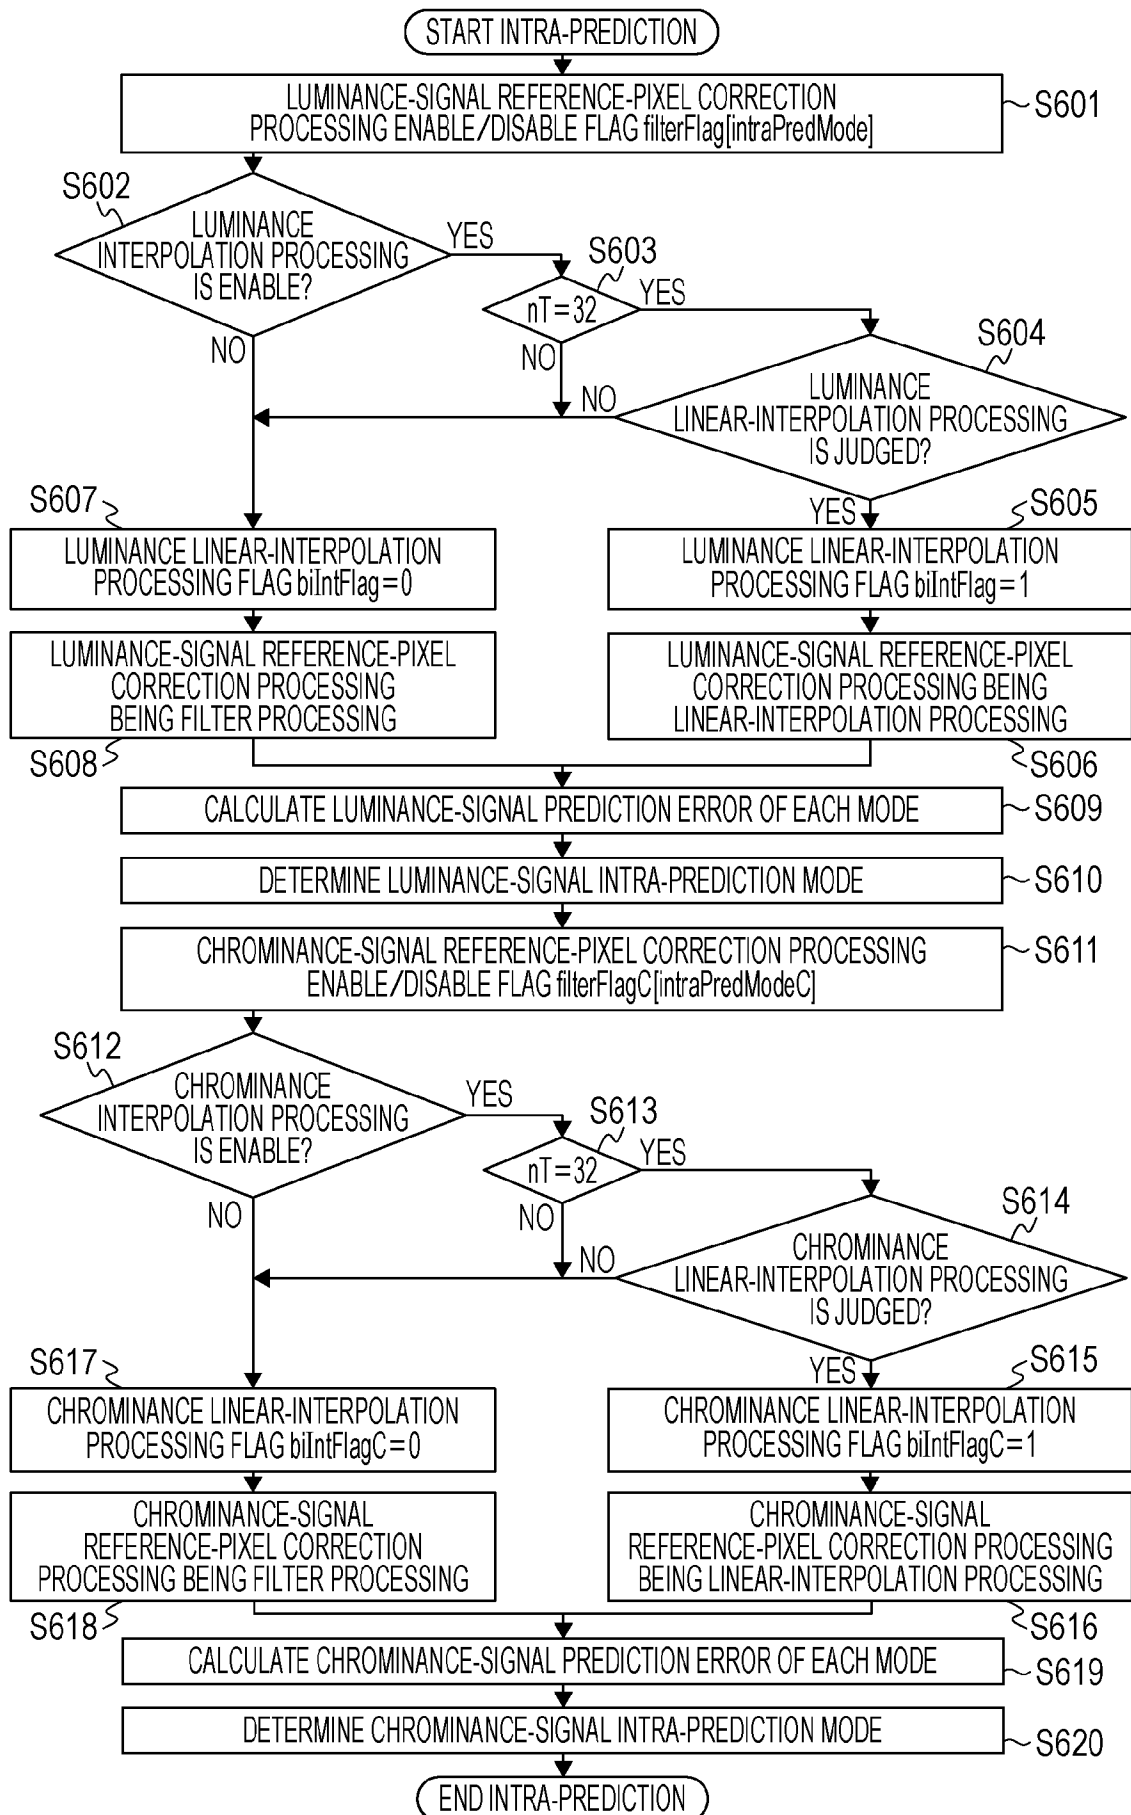 START INTRA-PREDICTION
LUMINANCE-SIGNAL REFERENCE-PIXEL CORRECTION
PROCESSING ENABLE/DISABLE FLAG filterFlag[intraPredMode]
S601
S602
LUMINANCE
INTERPOLATION PROCESSING
IS ENABLE?
YES
NO
S603
nT=32
YES
NO
S604
LUMINANCE
LINEAR-INTERPOLATION PROCESSING
IS JUDGED?
NO
YES
S607
LUMINANCE LINEAR-INTERPOLATION
PROCESSING FLAG biIntFlag=0
S605
LUMINANCE LINEAR-INTERPOLATION
PROCESSING FLAG biIntFlag=1
LUMINANCE-SIGNAL REFERENCE-PIXEL
CORRECTION PROCESSING
BEING FILTER PROCESSING
S608
LUMINANCE-SIGNAL REFERENCE-PIXEL
CORRECTION PROCESSING BEING
LINEAR-INTERPOLATION PROCESSING
S606
CALCULATE LUMINANCE-SIGNAL PREDICTION ERROR OF EACH MODE
S609
DETERMINE LUMINANCE-SIGNAL INTRA-PREDICTION MODE
S610
CHROMINANCE-SIGNAL REFERENCE-PIXEL CORRECTION PROCESSING
ENABLE/DISABLE FLAG filterFlagC[intraPredModeC]
S611
S612
CHROMINANCE
INTERPOLATION PROCESSING
IS ENABLE?
YES
NO
S613
nT=32
YES
NO
S614
CHROMINANCE
LINEAR-INTERPOLATION PROCESSING
IS JUDGED?
NO
YES
S617
CHROMINANCE LINEAR-INTERPOLATION
PROCESSING FLAG biIntFlagC=0
S615
CHROMINANCE LINEAR-INTERPOLATION
PROCESSING FLAG biIntFlagC=1
CHROMINANCE-SIGNAL
REFERENCE-PIXEL CORRECTION
PROCESSING BEING FILTER PROCESSING
S618
CHROMINANCE-SIGNAL
REFERENCE-PIXEL CORRECTION PROCESSING
BEING LINEAR-INTERPOLATION PROCESSING
S616
CALCULATE CHROMINANCE-SIGNAL PREDICTION ERROR OF EACH MODE
S619
DETERMINE CHROMINANCE-SIGNAL INTRA-PREDICTION MODE
S620
END INTRA-PREDICTION